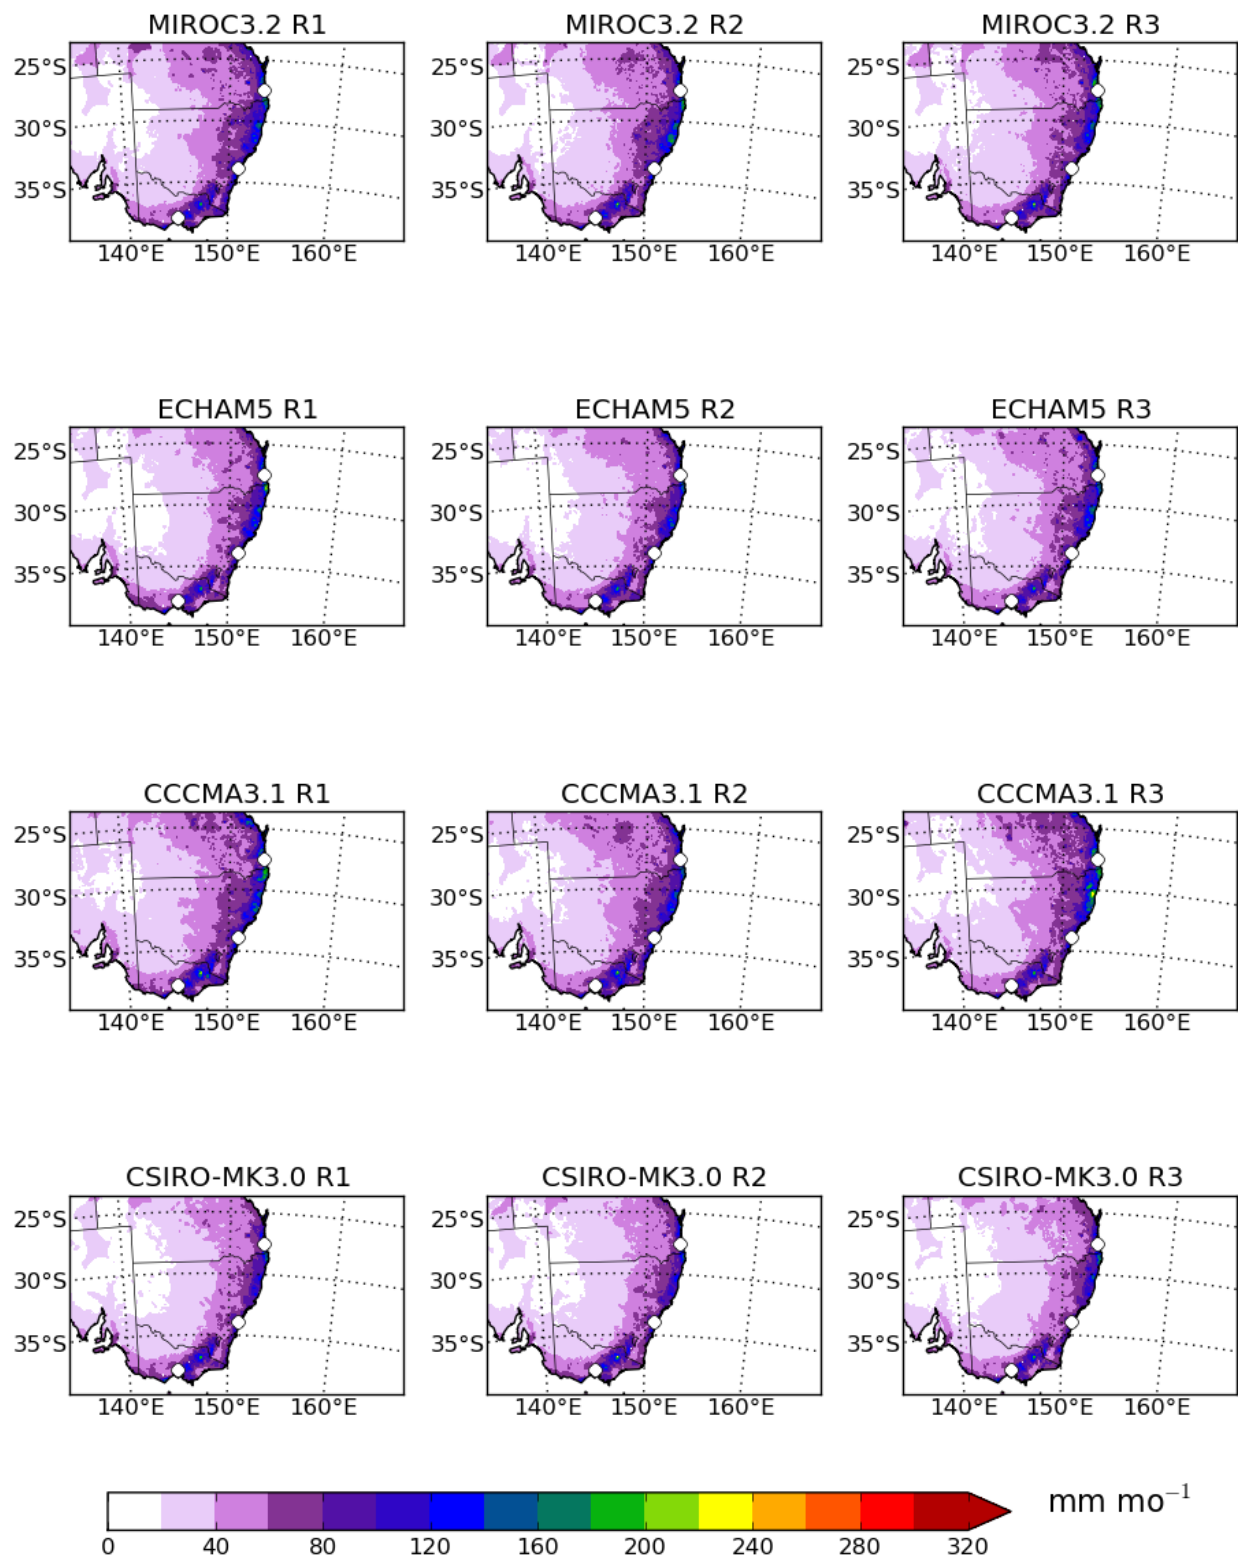 MIROC3.2 R1 MIROC3.2 R2 MIROC3.2 R3
25°S 25°S 25°S
30°S 30°S 30°S
35°S 35°S 35°S
140°E 150°E 160°E 140°E 150°E 160°E 140°E 150°E 160°E
ECHAM5 R1 ECHAM5 R2 ECHAM5 R3
25°S 25°S 25°S
30°S 30°S 30°S
35°S 35°S 35°S
140°E 150°E 160°E 140°E 150°E 160°E 140°E 150°E 160°E
CCCMA3.1 R1 CCCMA3.1 R2 CCCMA3.1 R3
25°S 25°S 25°S
30°S 30°S 30°S
35°S 35°S 35°S
140°E 150°E 160°E 140°E 150°E 160°E 140°E 150°E 160°E
CSIRO-MK3.0 R1 CSIRO-MK3.0 R2 CSIRO-MK3.0 R3
25°S 25°S 25°S
30°S 30°S 30°S
35°S 35°S 35°S
140°E 150°E 160°E 140°E 150°E 160°E 140°E 150°E 160°E
mm mo⁻¹
0 40 80 120 160 200 240 280 320